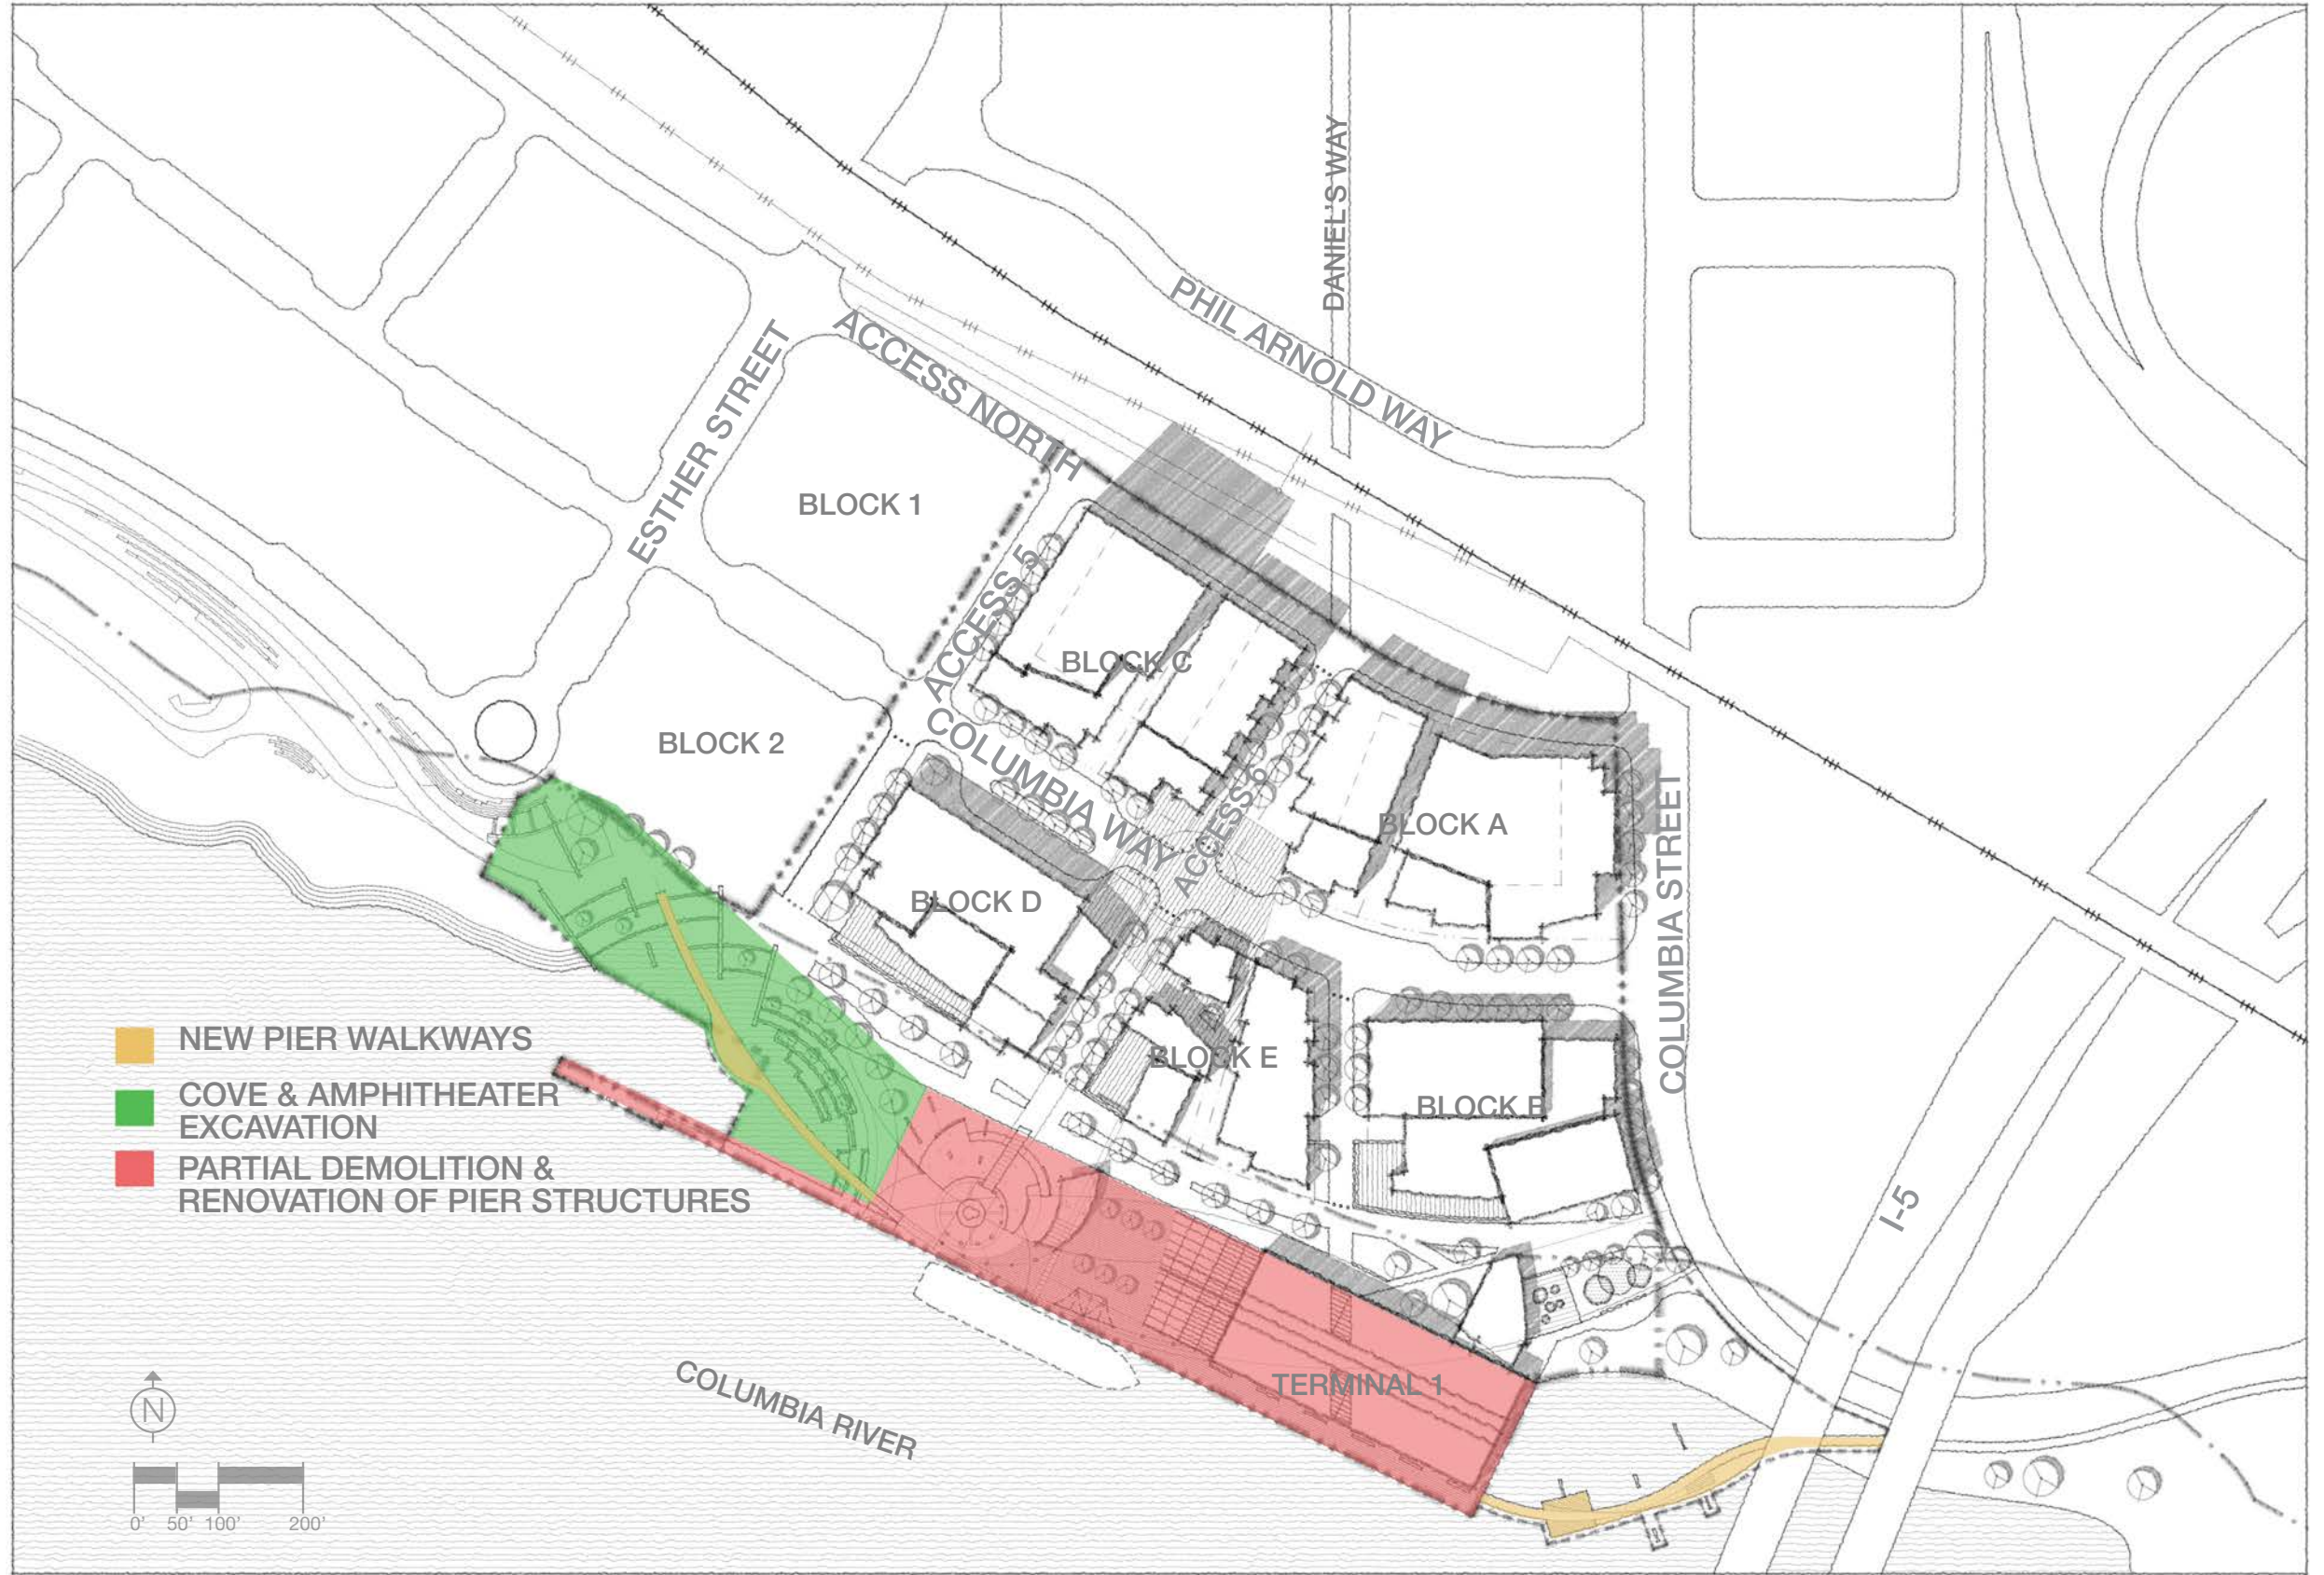 DANIEL'S WAY
PHIL ARNOLD WAY
ACCESS NORTH
ESTHER STREET
BLOCK 1
ACCESS 5
BLOCK C
BLOCK 2
COLUMBIA WAY
ACCESS 6
BLOCK A
COLUMBIA STREET
BLOCK D
BLOCK E
BLOCK B
I-5
NEW PIER WALKWAYS
COVE & AMPHITHEATER
EXCAVATION
PARTIAL DEMOLITION &
RENOVATION OF PIER STRUCTURES
TERMINAL 1
COLUMBIA RIVER
N
0' 50' 100' 200'